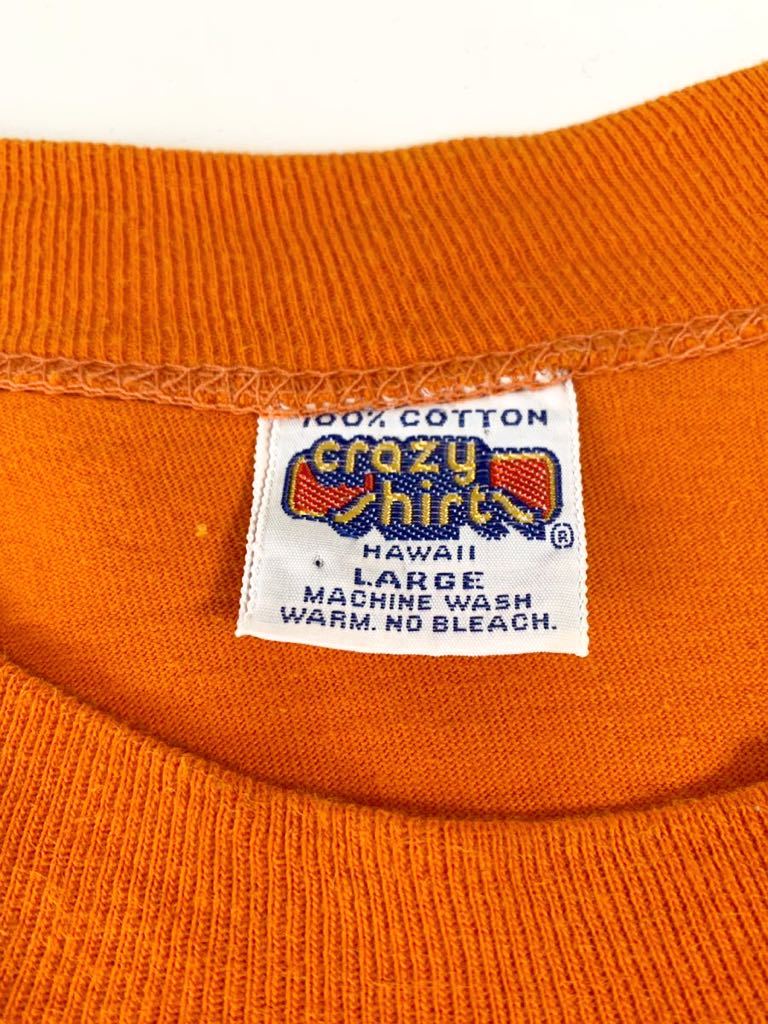 100% COTTON
crazy
shirts
®
HAWAII
LARGE
MACHINE WASH
WARM. NO BLEACH.